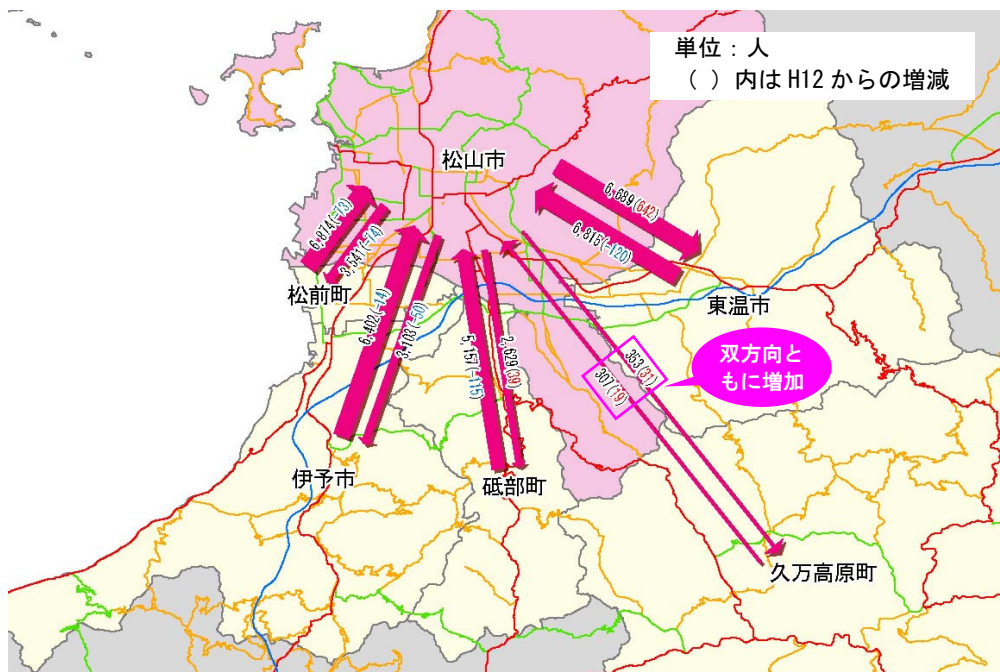 単位：人
（ ）内はH12からの増減
松山市
6,689(642)
6,815(-120)
6,874(-73)
3,541(-74)
松前町
東温市
6,402(-14)
3,103(-50)
5,157(-115)
2,629(39)
353(31)
307(19)
双方向と
もに増加
伊予市
砥部町
久万高原町